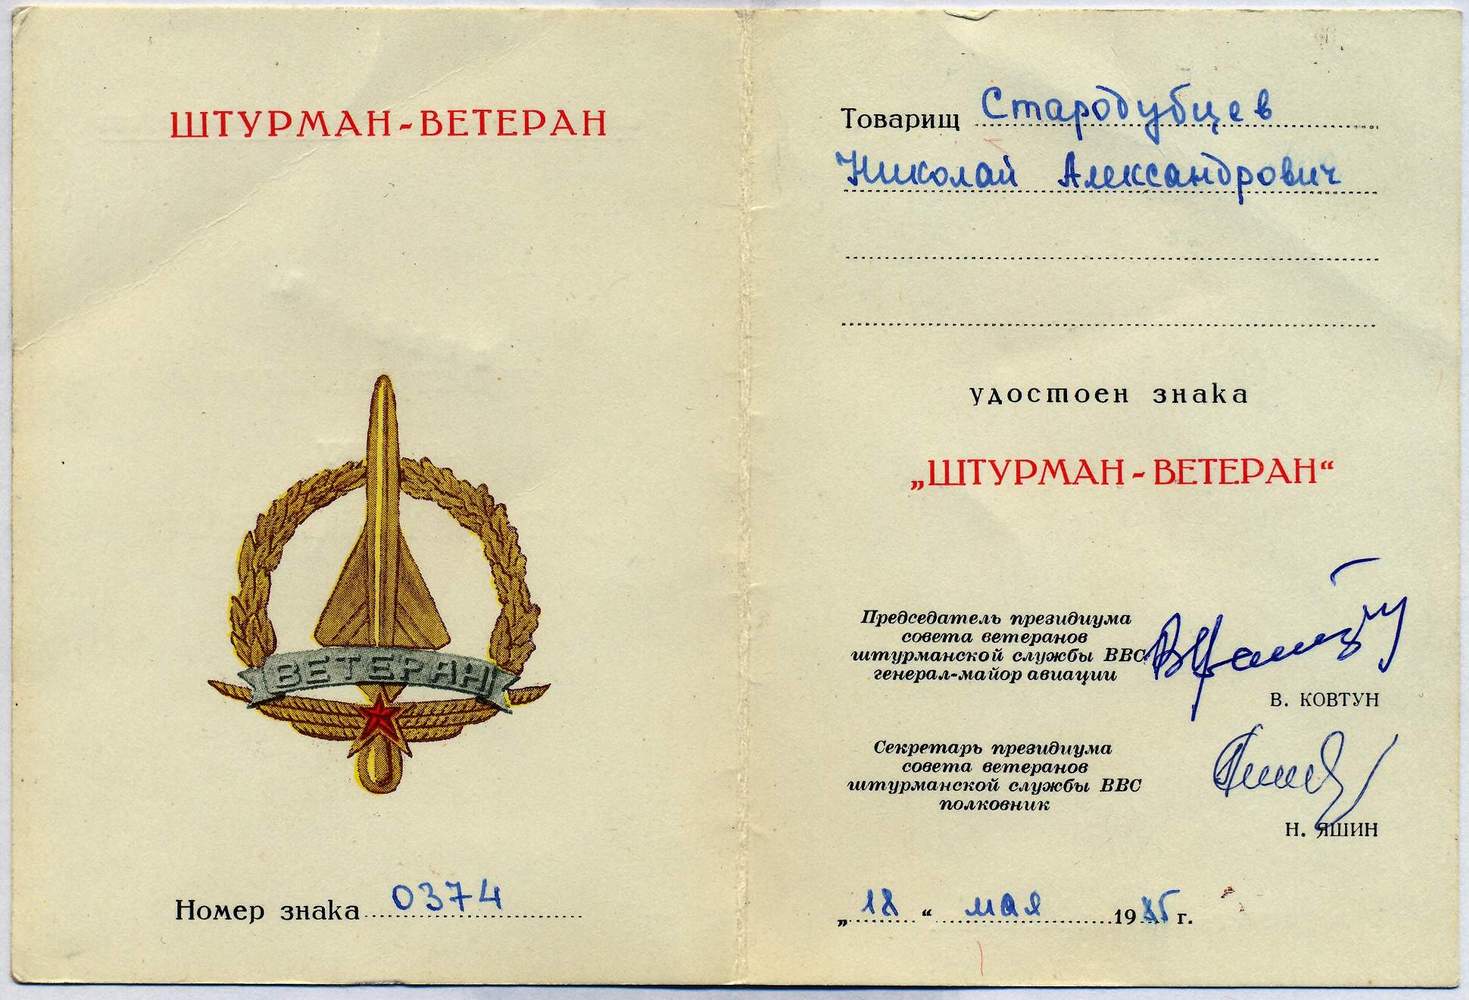 ШТУРМАН-ВЕТЕРАН
ВЕТЕРАН
Номер знака 0374
Товарищ Стародубцев
Николай Александрович
удостоен знака
„ШТУРМАН-ВЕТЕРАН“
Председатель президиума
совета ветеранов
штурманской службы ВВС
генерал-майор авиации
В. КОВТУН
Секретарь президиума
совета ветеранов
штурманской службы ВВС
полковник
Н. ЯШИН
„18“ мая 1985 г.